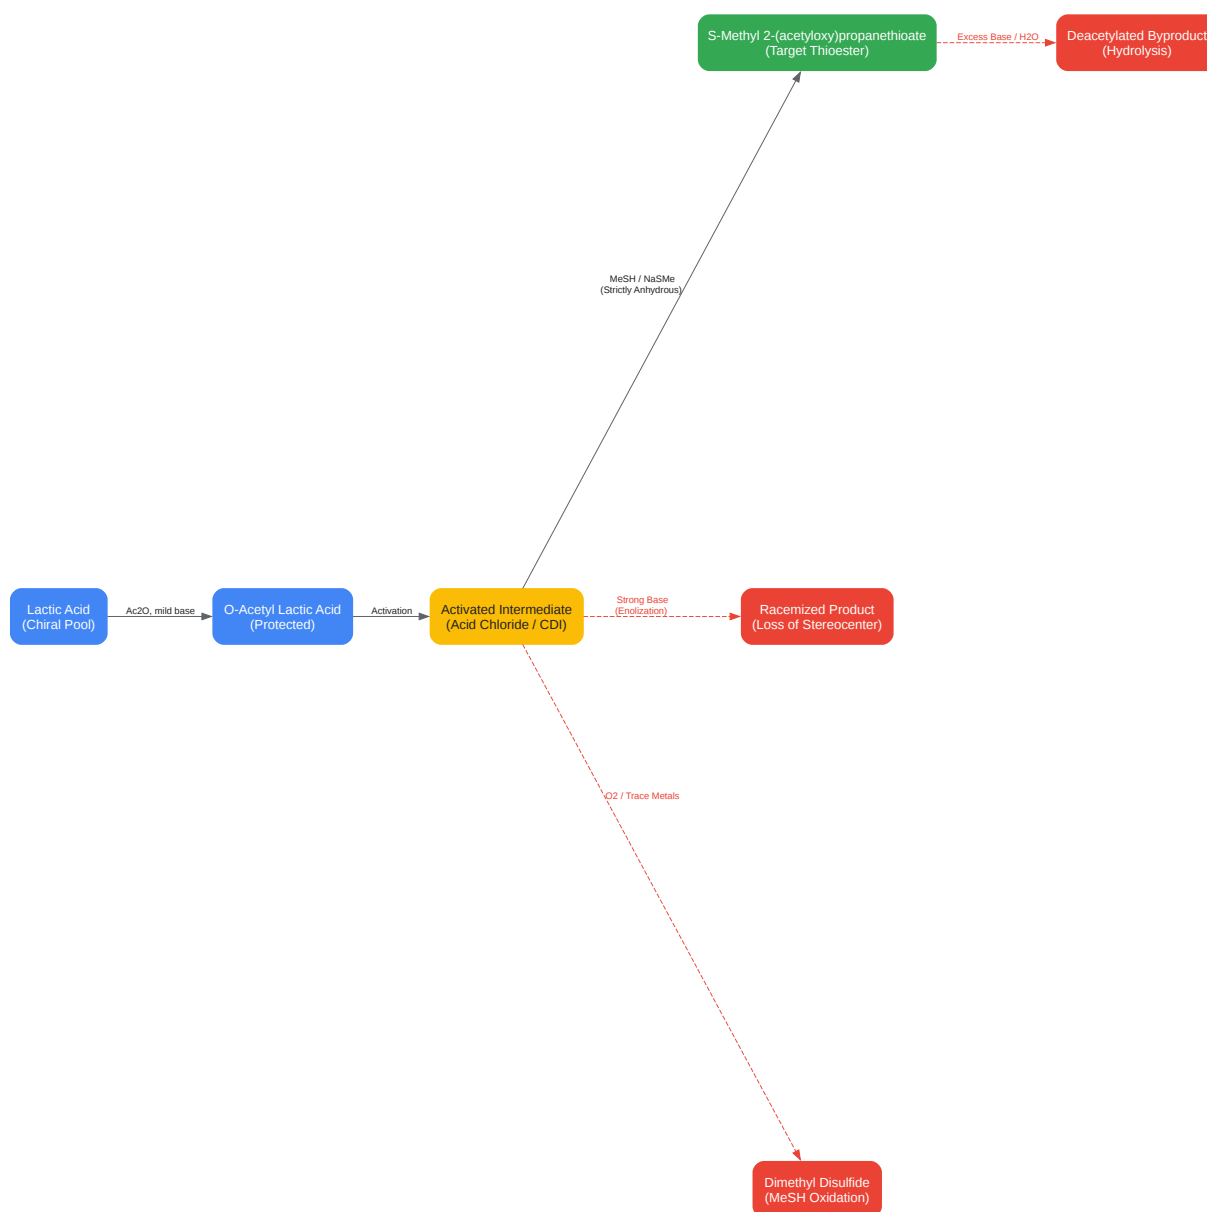 S-Methyl 2-(acetyloxy)propanethioate
(Target Thioester)
Excess Base / H2O
Deacetylated Byproduct
(Hydrolysis)
MeSH / NaSMe
(Strictly Anhydrous)
Lactic Acid
(Chiral Pool)
Ac2O, mild base
O-Acetyl Lactic Acid
(Protected)
Activation
Activated Intermediate
(Acid Chloride / CDI)
Strong Base
(Enolization)
Racemized Product
(Loss of Stereocenter)
O2 / Trace Metals
Dimethyl Disulfide
(MeSH Oxidation)